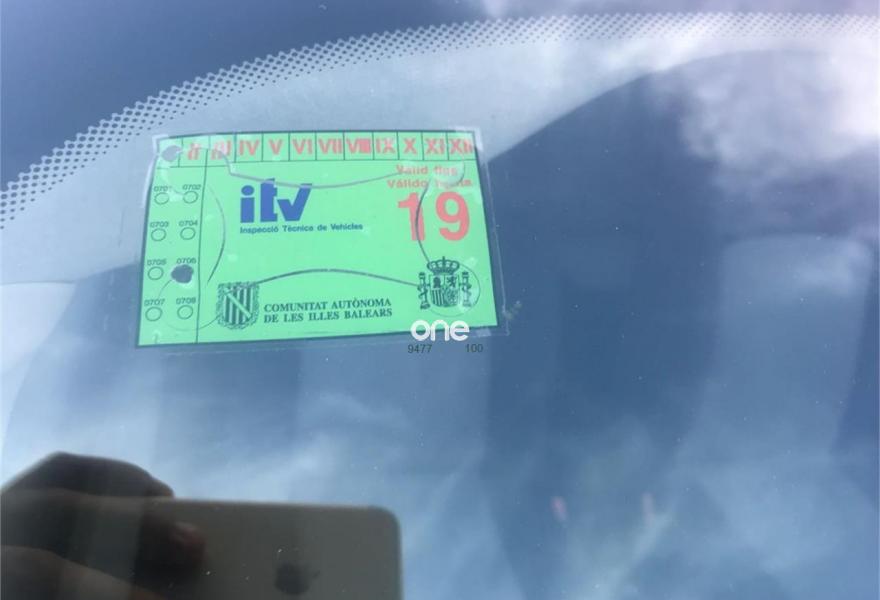 II III IV V VI VII VIII IX X XI XII
Vàlid fins
Válido hasta
19
0701 0702
0703 0704
0705 0706
0707 0708
itv
Inspecció Tècnica de Vehicles
COMUNITAT AUTÒNOMA
DE LES ILLES BALEARS
one
9477 100